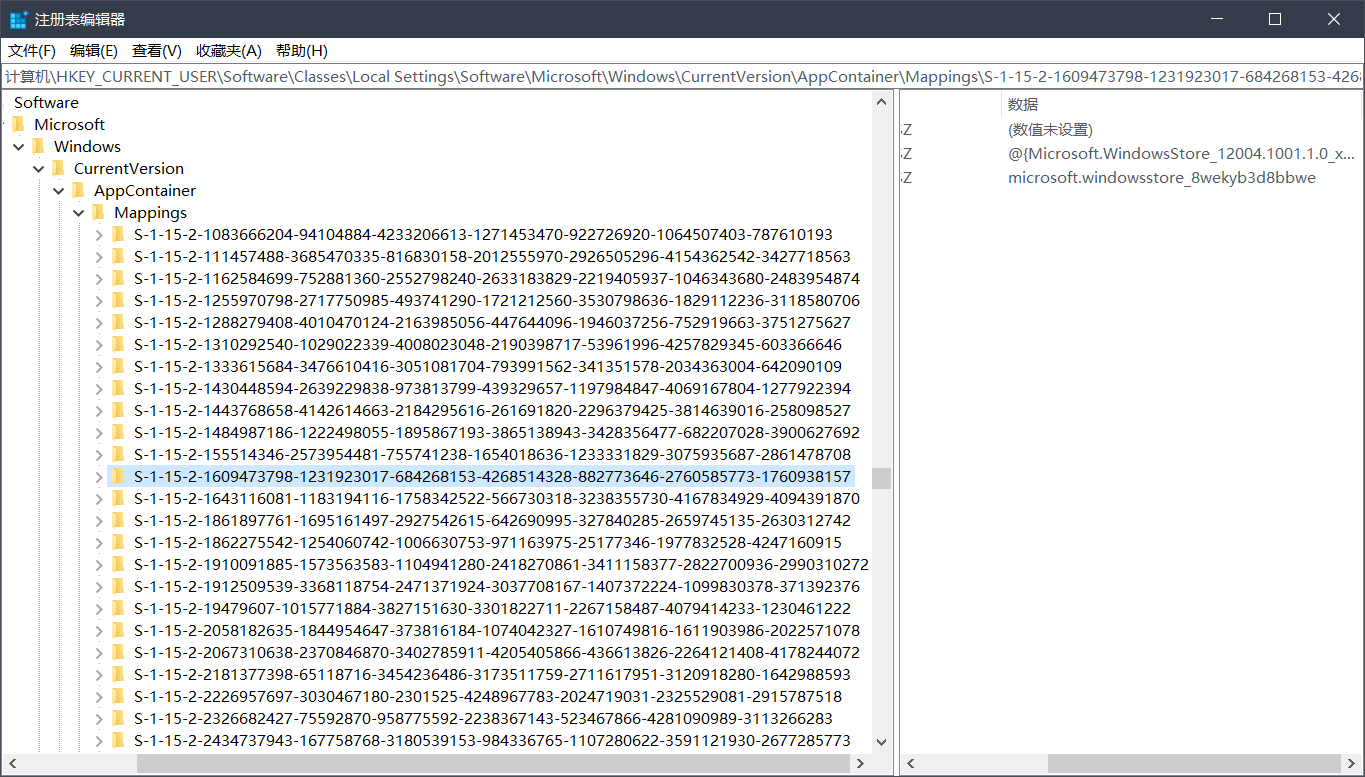 注册表编辑器
文件(F) 编辑(E) 查看(V) 收藏夹(A) 帮助(H)
计算机\HKEY_CURRENT_USER\Software\Classes\Local Settings\Software\Microsoft\Windows\CurrentVersion\AppContainer\Mappings\S-1-15-2-1609473798-1231923017-684268153-4268
Software
Microsoft
Windows
CurrentVersion
AppContainer
Mappings
S-1-15-2-1083666204-94104884-4233206613-1271453470-922726920-1064507403-787610193
S-1-15-2-111457488-3685470335-816830158-2012555970-2926505296-4154362542-3427718563
S-1-15-2-1162584699-752881360-2552798240-2633183829-2219405937-1046343680-2483954874
S-1-15-2-1255970798-2717750985-493741290-1721212560-3530798636-1829112236-3118580706
S-1-15-2-1288279408-4010470124-2163985056-447644096-1946037256-752919663-3751275627
S-1-15-2-1310292540-1029022339-4008023048-2190398717-53961996-4257829345-603366646
S-1-15-2-1333615684-3476610416-3051081704-793991562-341351578-2034363004-642090109
S-1-15-2-1430448594-2639229838-973813799-439329657-1197984847-4069167804-1277922394
S-1-15-2-1443768658-4142614663-2184295616-261691820-2296379425-3814639016-258098527
S-1-15-2-1484987186-1222498055-1895867193-3865138943-3428356477-682207028-3900627692
S-1-15-2-155514346-2573954481-755741238-1654018636-1233331829-3075935687-2861478708
S-1-15-2-1609473798-1231923017-684268153-4268514328-882773646-2760585773-1760938157
S-1-15-2-1643116081-1183194116-1758342522-566730318-3238355730-4167834929-4094391870
S-1-15-2-1861897761-1695161497-2927542615-642690995-327840285-2659745135-2630312742
S-1-15-2-1862275542-1254060742-1006630753-971163975-25177346-1977832528-4247160915
S-1-15-2-1910091885-1573563583-1104941280-2418270861-3411158377-2822700936-2990310272
S-1-15-2-1912509539-3368118754-2471371924-3037708167-1407372224-1099830378-371392376
S-1-15-2-19479607-1015771884-3827151630-3301822711-2267158487-4079414233-1230461222
S-1-15-2-2058182635-1844954647-373816184-1074042327-1610749816-1611903986-2022571078
S-1-15-2-2067310638-2370846870-3402785911-4205405866-436613826-2264121408-4178244072
S-1-15-2-2181377398-65118716-3454236486-3173511759-2711617951-3120918280-1642988593
S-1-15-2-2226957697-3030467180-2301525-4248967783-2024719031-2325529081-2915787518
S-1-15-2-2326682427-75592870-958775592-2238367143-523467866-4281090989-3113266283
S-1-15-2-2434737943-167758768-3180539153-984336765-1107280622-3591121930-2677285773
数据
SZ (数值未设置)
SZ @{Microsoft.WindowsStore_12004.1001.1.0_x...
SZ microsoft.windowsstore_8wekyb3d8bbwe